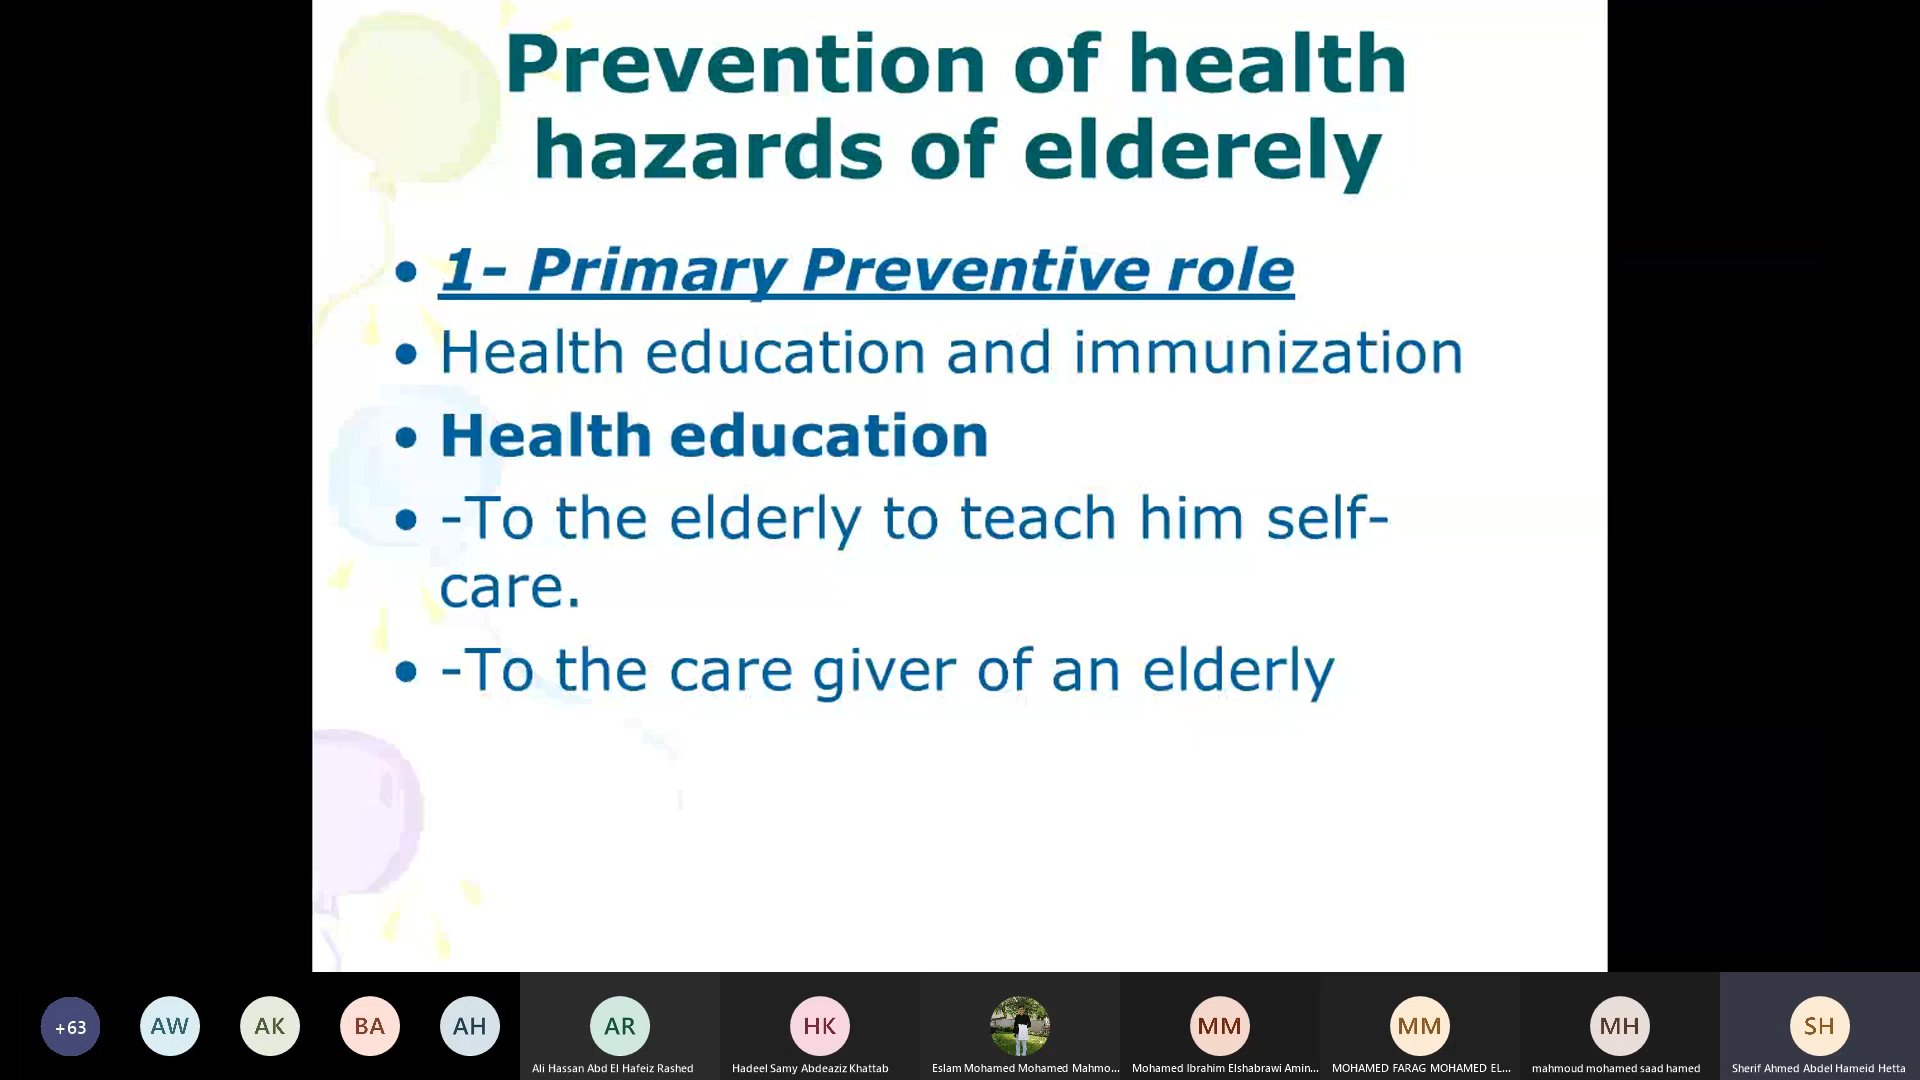 Prevention of health
hazards of elderely
• 1- Primary Preventive role
• Health education and immunization
• Health education
• -To the elderly to teach him self-
care.
• -To the care giver of an elderly
+63
AW
AK
BA
AH
AR
HK
MM
MM
MH
SH
Ali Hassan Abd El Hafeiz Rashed
Hadeel Samy Abdeaziz Khattab
Eslam Mohamed Mohamed Mahmo...
Mohamed Ibrahim Elshabrawi Amin...
MOHAMED FARAG MOHAMED EL...
mahmoud mohamed saad hamed
Sherif Ahmed Abdel Hameid Hetta